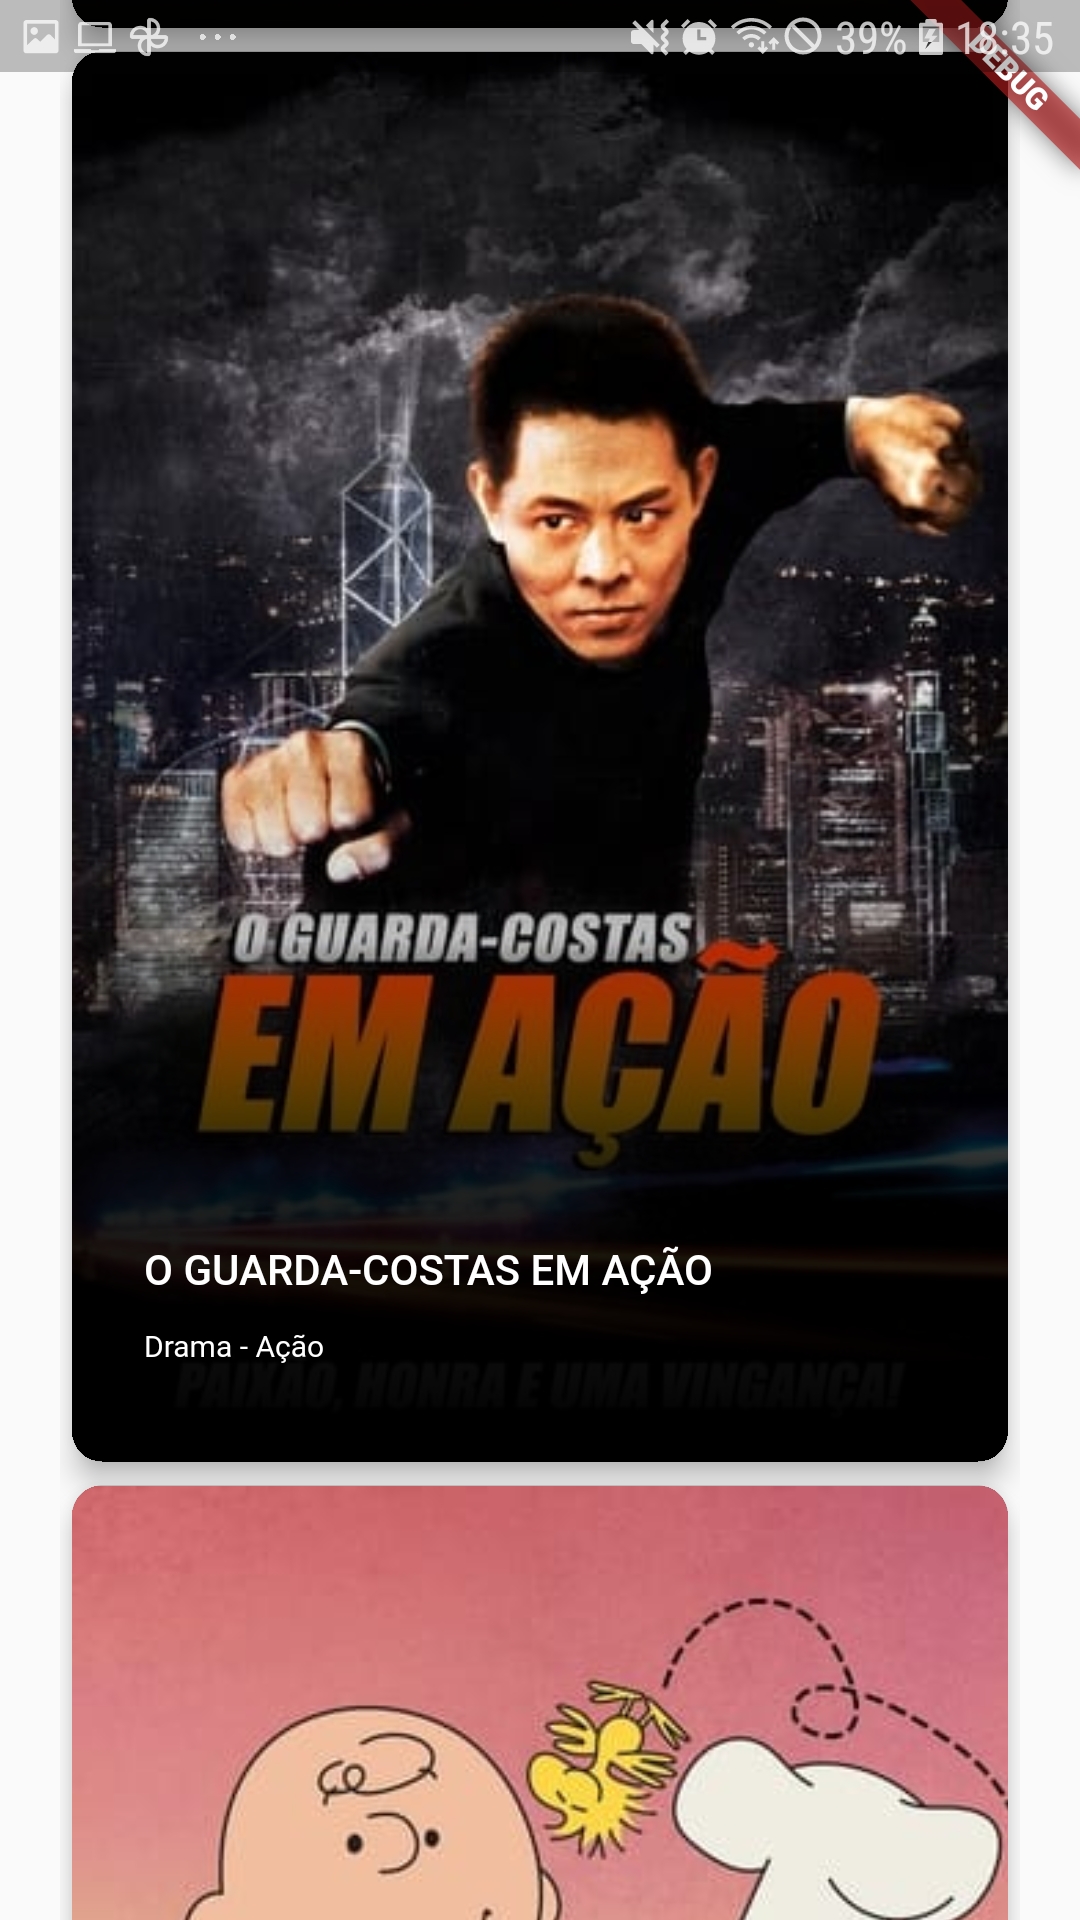 39% 18:35
DEBUG
O GUARDA-COSTAS
EM AÇÃO
O GUARDA-COSTAS EM AÇÃO
Drama - Ação
PAIXÃO, HONRA E UMA VINGANÇA!